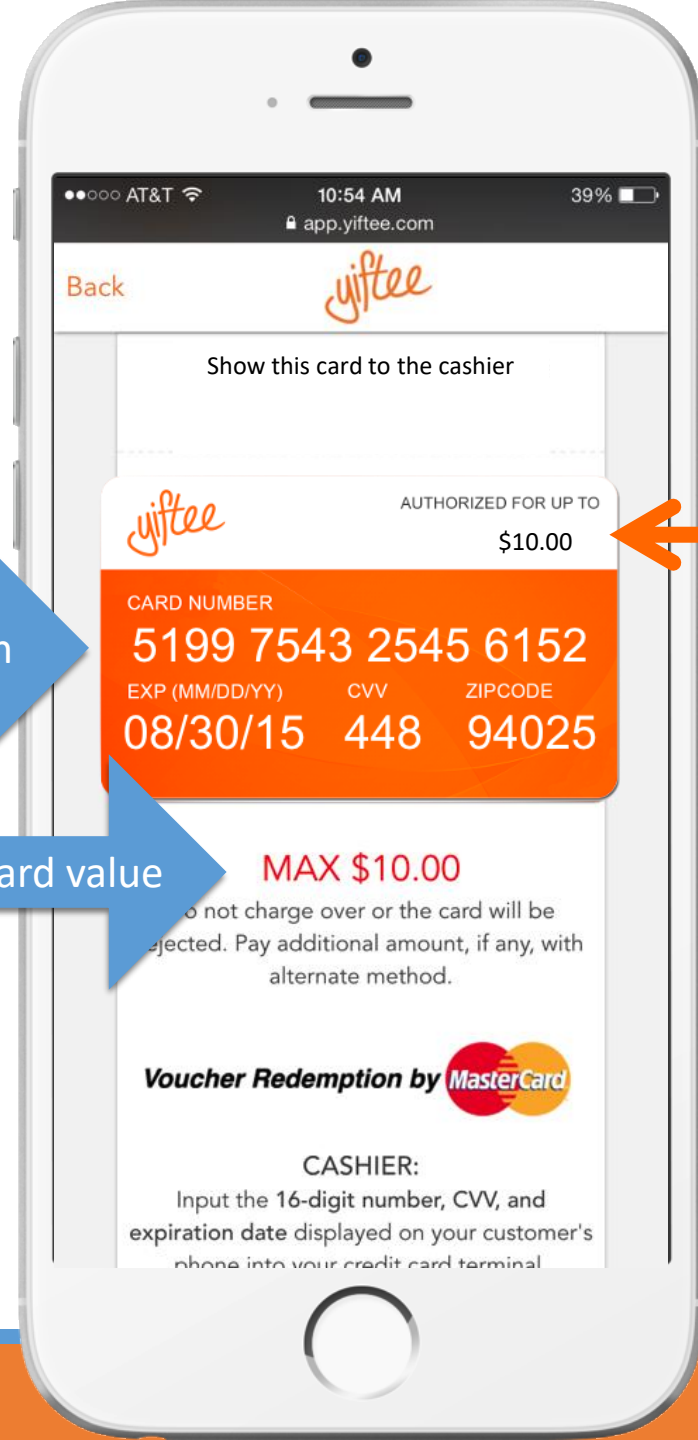 AT&T 10:54 AM 39%
app.yiftee.com
Back yiftee
Show this card to the cashier
yiftee AUTHORIZED FOR UP TO
$10.00
CARD NUMBER
5199 7543 2545 6152
EXP (MM/DD/YY) CVV ZIPCODE
08/30/15 448 94025
value
MAX $10.00
not charge over or the card will be
Pay additional amount, if any, with
alternate method.
Voucher Redemption by MasterCard
CASHIER:
Input the 16-digit number, CVV, and
expiration date displayed on your customer's
phone into your credit card terminal